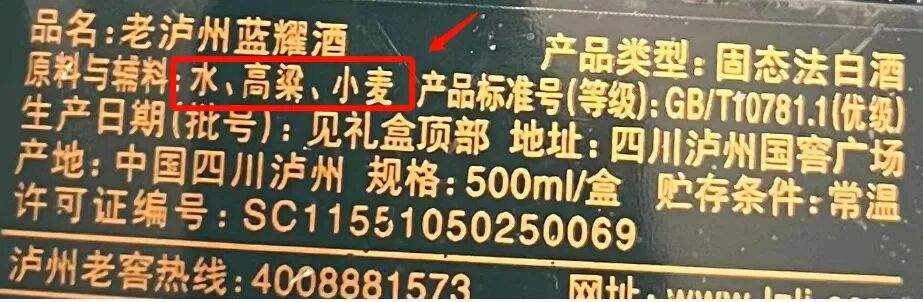 品名: 老泸州蓝耀酒 产品类型: 固态法白酒
原料与辅料: 水、高粱、小麦 产品标准号(等级): GB/T10781.1(优级)
生产日期(批号): 见礼盒顶部 地址: 四川泸州国窖广场
产地: 中国四川泸州 规格: 500ml/盒 贮存条件: 常温
许可证编号: SC11551050250069
泸州老窖热线: 4008881573 网址: